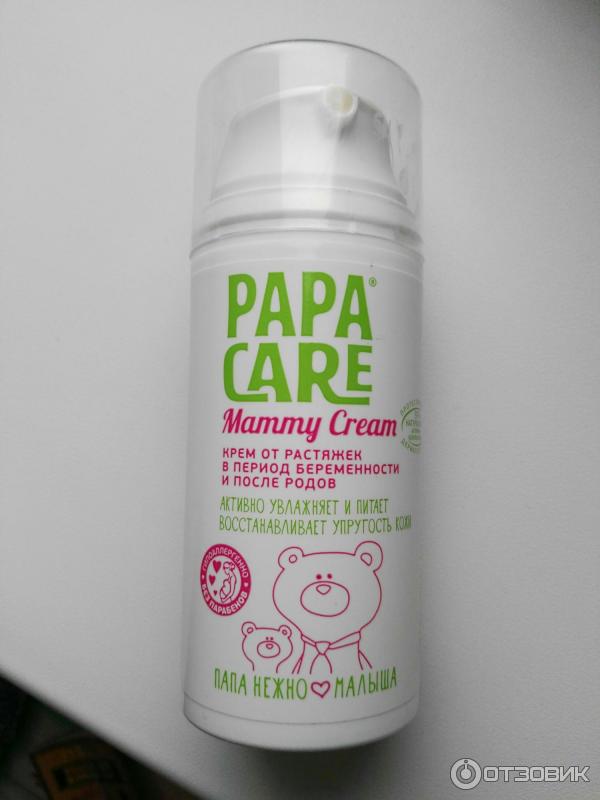 PAPA®
CARE
Mammy Cream
КРЕМ ОТ РАСТЯЖЕК
В ПЕРИОД БЕРЕМЕННОСТИ
И ПОСЛЕ РОДОВ
АКТИВНО УВЛАЖНЯЕТ И ПИТАЕТ
ВОССТАНАВЛИВАЕТ УПРУГОСТЬ КОЖИ
ГИПОАЛЛЕРГЕННО
БЕЗ ПАРАБЕНОВ
ПАПА НЕЖНО ♥ МАЛЫША
ОТЗОВИК